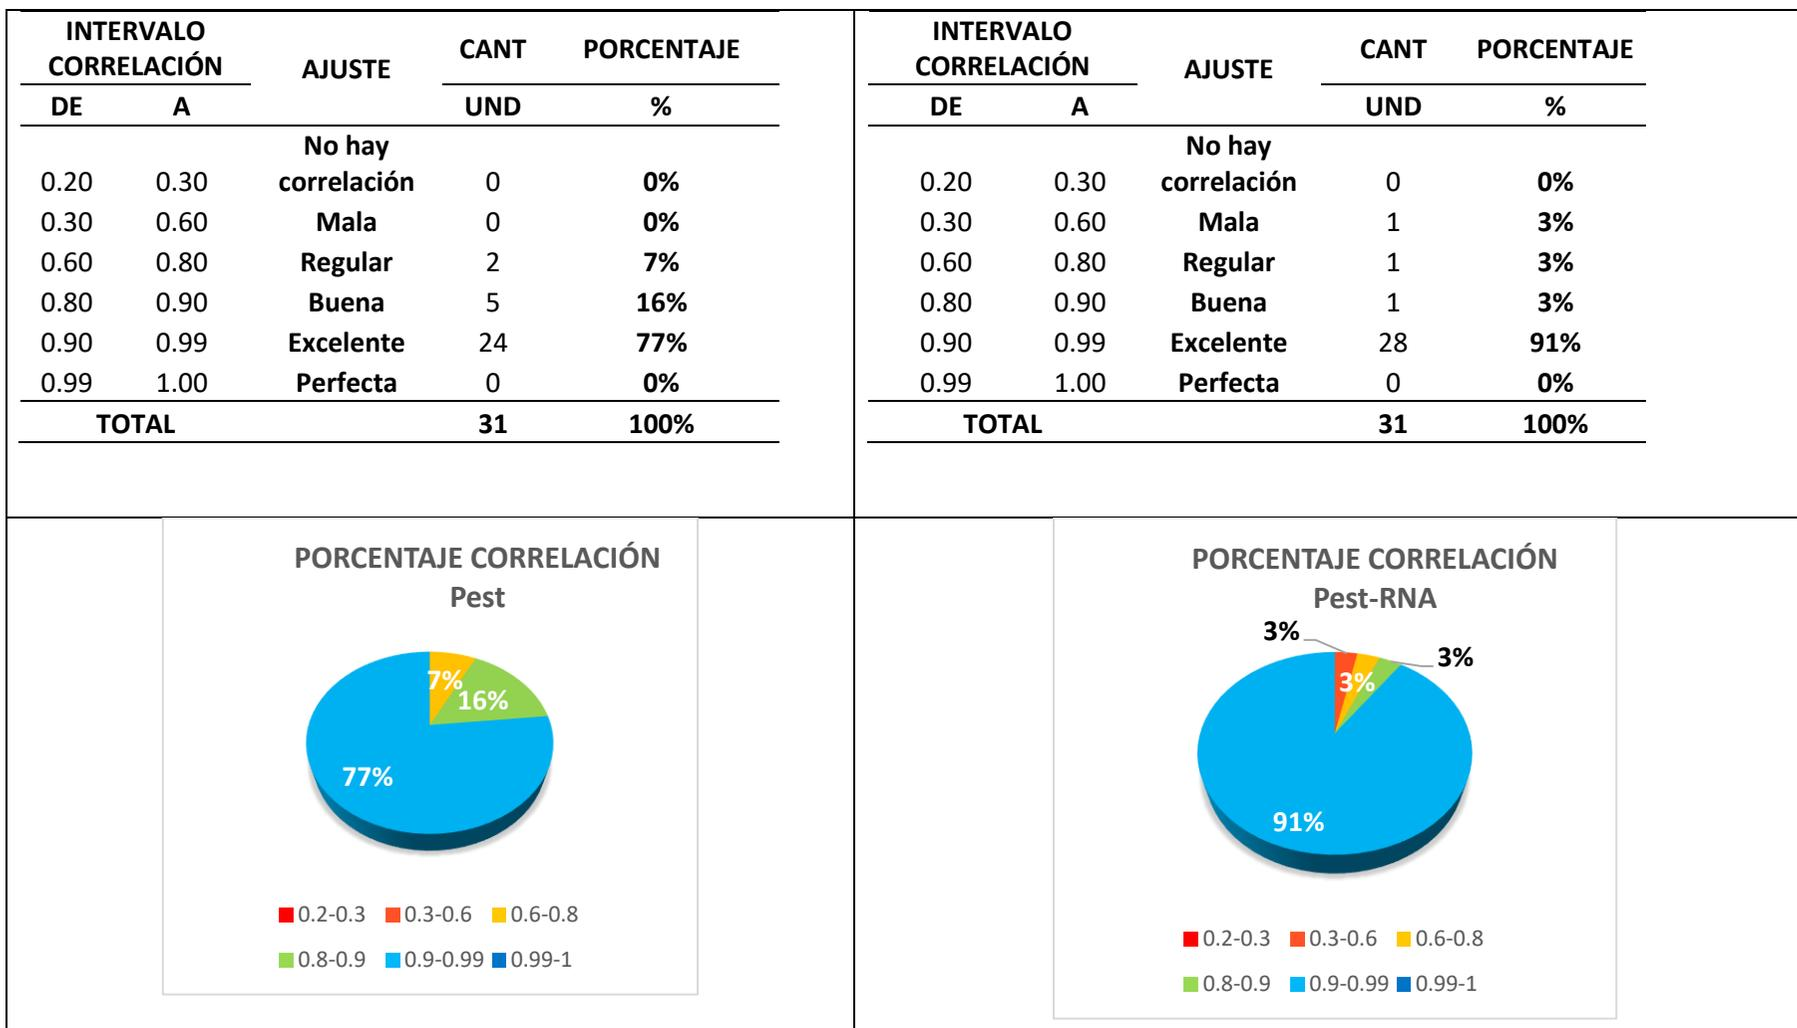 INTERVALO
CORRELACIÓN AJUSTE CANT PORCENTAJE
DE A UND %
No hay
0.20 0.30 correlación 0 0%
0.30 0.60 Mala 0 0%
0.60 0.80 Regular 2 7%
0.80 0.90 Buena 5 16%
0.90 0.99 Excelente 24 77%
0.99 1.00 Perfecta 0 0%
TOTAL 31 100%
INTERVALO
CORRELACIÓN AJUSTE CANT PORCENTAJE
DE A UND %
No hay
0.20 0.30 correlación 0 0%
0.30 0.60 Mala 1 3%
0.60 0.80 Regular 1 3%
0.80 0.90 Buena 1 3%
0.90 0.99 Excelente 28 91%
0.99 1.00 Perfecta 0 0%
TOTAL 31 100%
PORCENTAJE CORRELACIÓN
Pest
7%
16%
77%
0.2-0.3 0.3-0.6 0.6-0.8
0.8-0.9 0.9-0.99 0.99-1
PORCENTAJE CORRELACIÓN
Pest-RNA
3%
3%
3%
91%
0.2-0.3 0.3-0.6 0.6-0.8
0.8-0.9 0.9-0.99 0.99-1